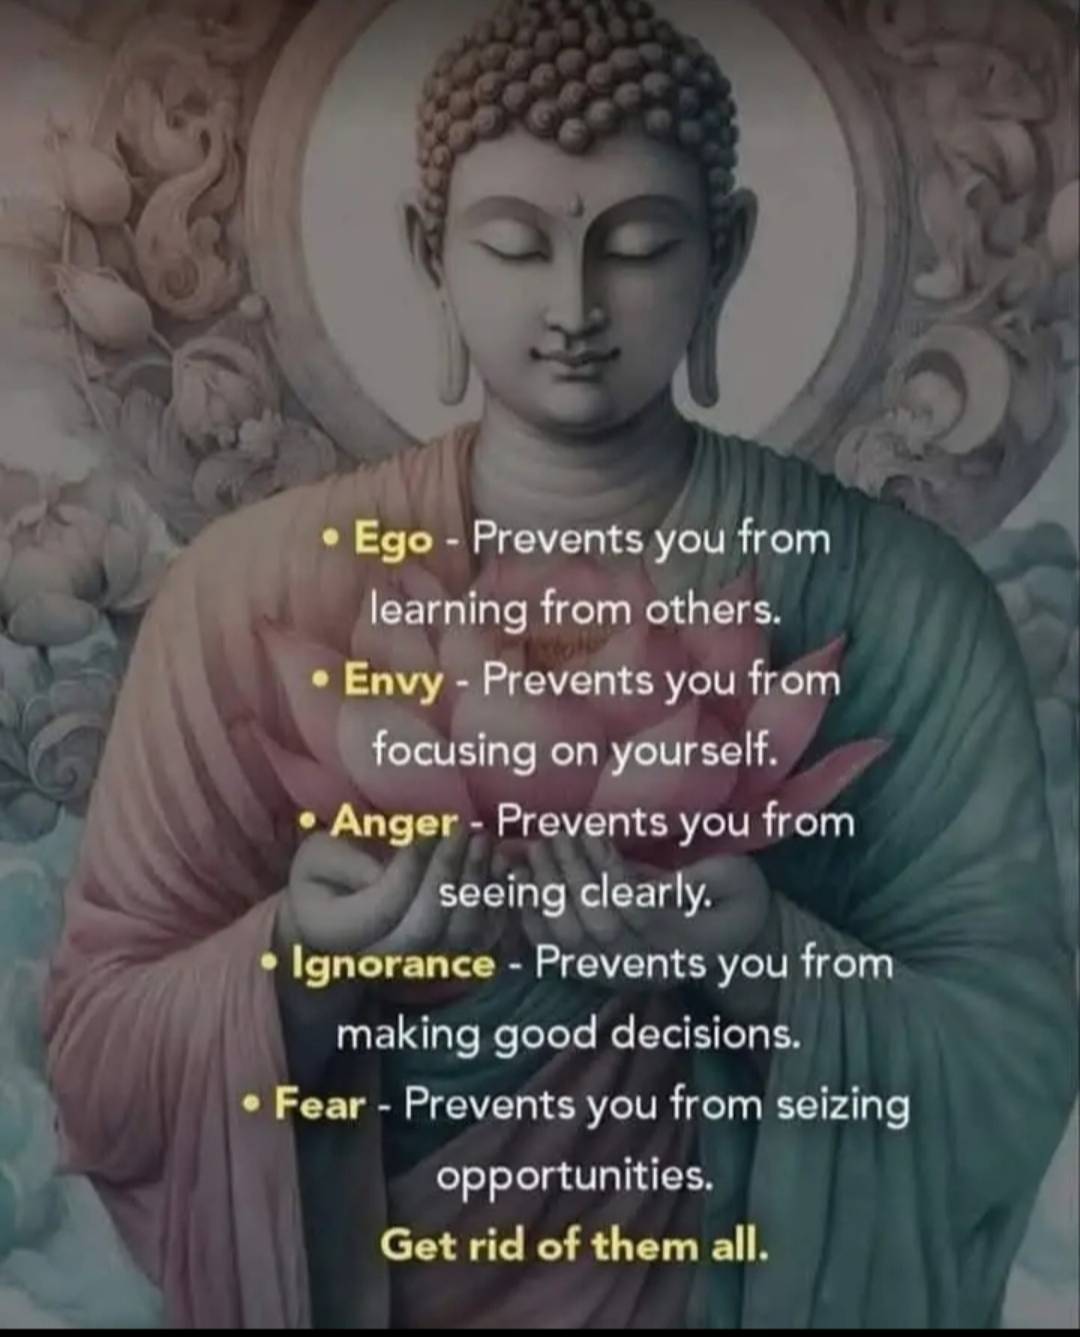 • Ego - Prevents you from
learning from others.
• Envy - Prevents you from
focusing on yourself.
• Anger - Prevents you from
seeing clearly.
• Ignorance - Prevents you from
making good decisions.
• Fear - Prevents you from seizing
opportunities.
Get rid of them all.